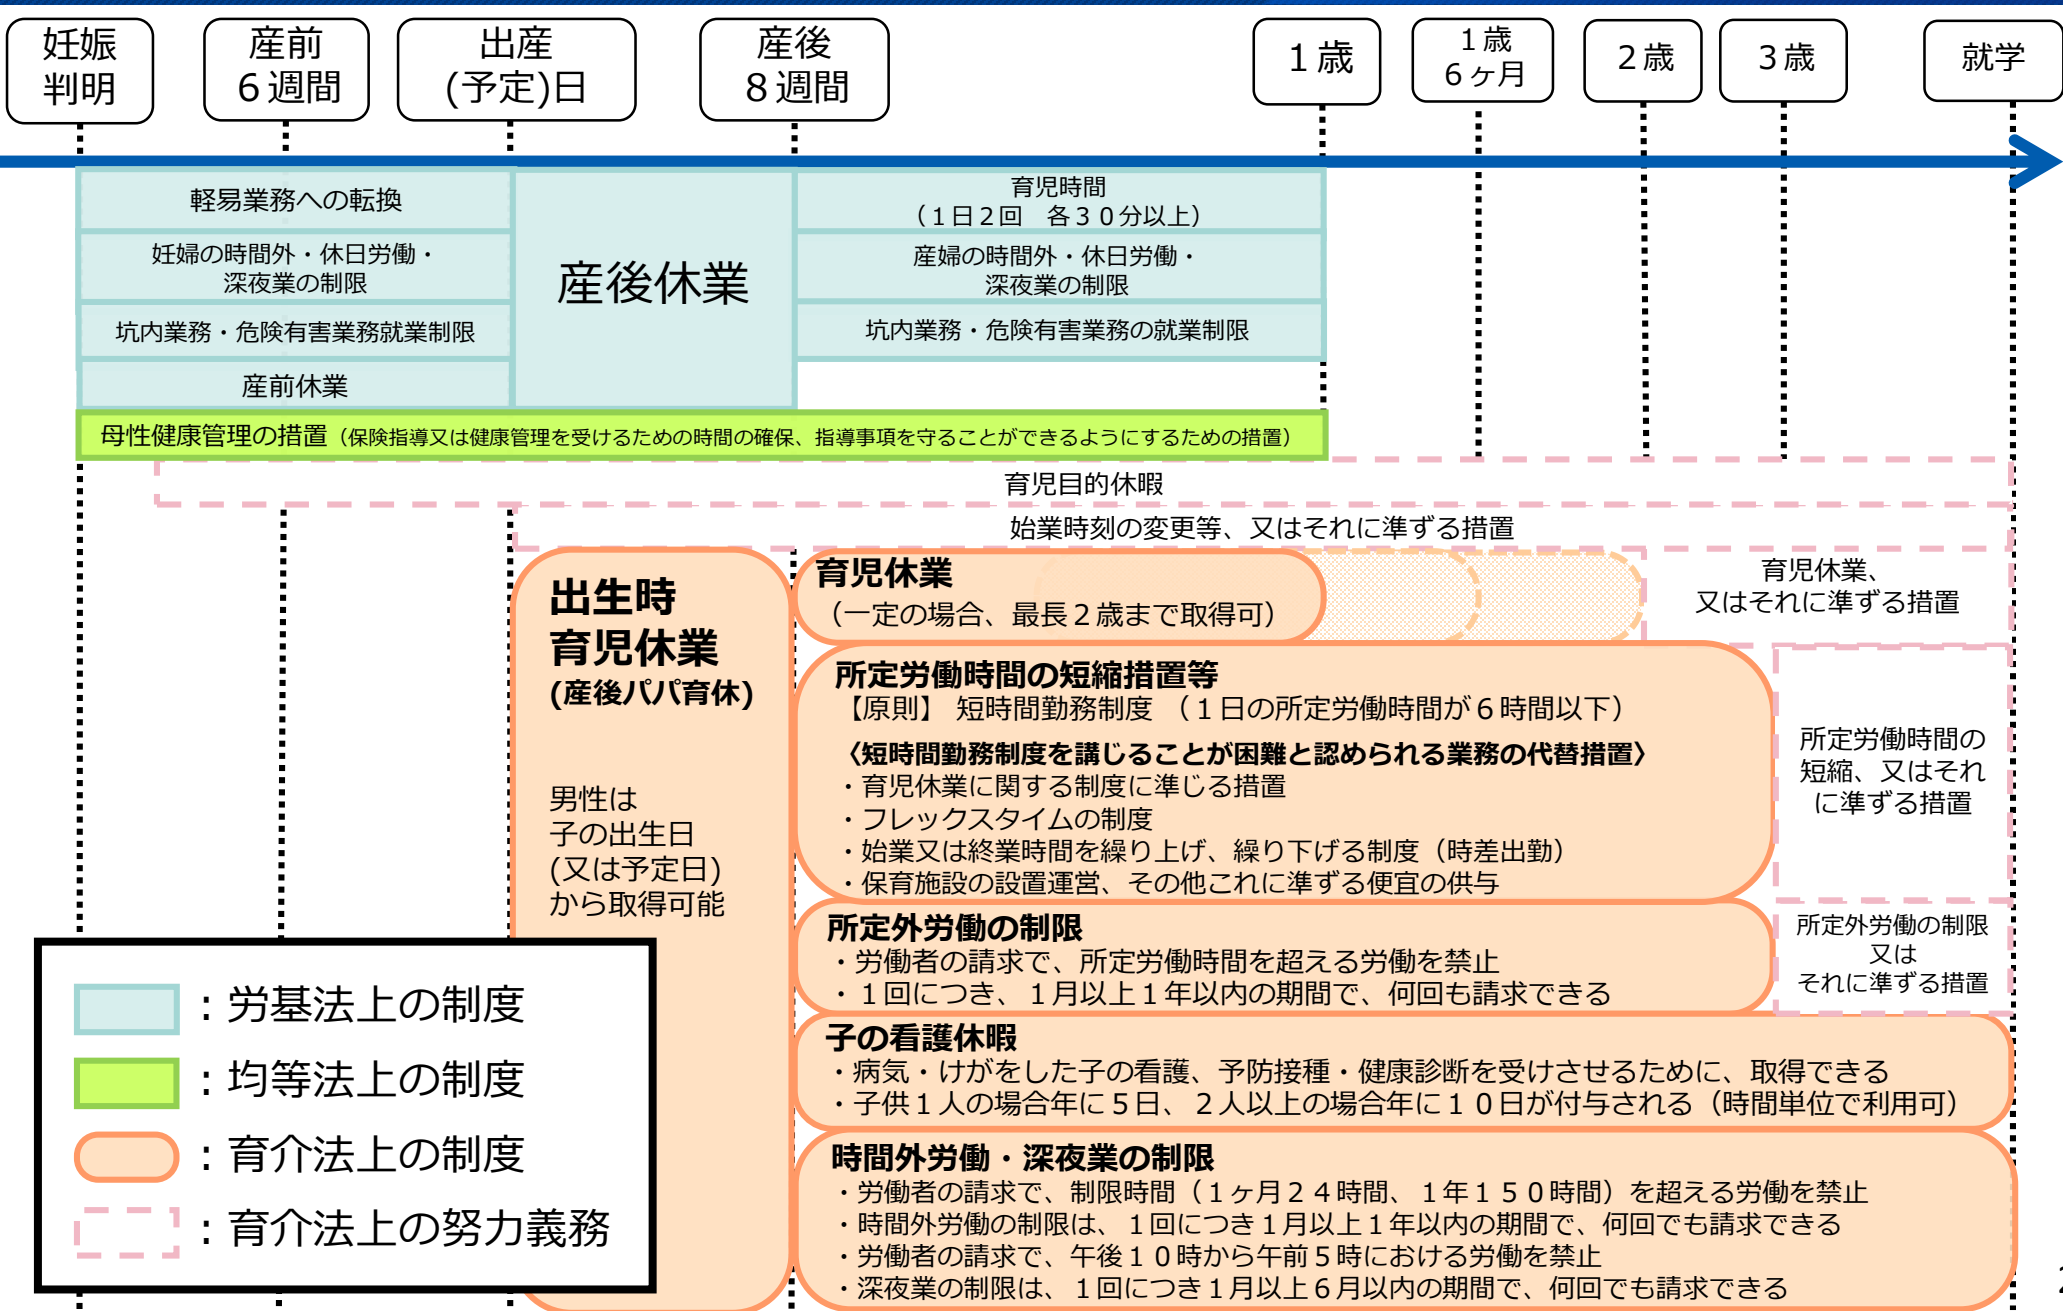 妊娠
判明
産前
６週間
出産
(予定)日
産後
８週間
１歳
１歳
６ヶ月
２歳
３歳
就学
軽易業務への転換
妊婦の時間外・休日労働・
深夜業の制限
坑内業務・危険有害業務就業制限
産前休業
産後休業
育児時間
（１日２回　各３０分以上）
産婦の時間外・休日労働・
深夜業の制限
坑内業務・危険有害業務の就業制限
母性健康管理の措置（保険指導又は健康管理を受けるための時間の確保、指導事項を守ることができるようにするための措置）
育児目的休暇
始業時刻の変更等、又はそれに準ずる措置
出生時
育児休業
(産後パパ育休)
男性は
子の出生日
(又は予定日)
から取得可能
育児休業
（一定の場合、最長２歳まで取得可）
育児休業、
又はそれに準ずる措置
所定労働時間の短縮措置等
【原則】 短時間勤務制度 （１日の所定労働時間が６時間以下）
〈短時間勤務制度を講じることが困難と認められる業務の代替措置〉
・育児休業に関する制度に準じる措置
・フレックスタイムの制度
・始業又は終業時間を繰り上げ、繰り下げる制度（時差出勤）
・保育施設の設置運営、その他これに準ずる便宜の供与
所定労働時間の
短縮、又はそれ
に準ずる措置
所定外労働の制限
・労働者の請求で、所定労働時間を超える労働を禁止
・１回につき、１月以上１年以内の期間で、何回も請求できる
所定外労働の制限
又は
それに準ずる措置
子の看護休暇
・病気・けがをした子の看護、予防接種・健康診断を受けさせるために、取得できる
・子供１人の場合年に５日、２人以上の場合年に１０日が付与される（時間単位で利用可）
時間外労働・深夜業の制限
・労働者の請求で、制限時間（１ヶ月２４時間、１年１５０時間）を超える労働を禁止
・時間外労働の制限は、１回につき１月以上１年以内の期間で、何回でも請求できる
・労働者の請求で、午後１０時から午前５時における労働を禁止
・深夜業の制限は、１回につき１月以上６月以内の期間で、何回でも請求できる
：労基法上の制度
：均等法上の制度
：育介法上の制度
：育介法上の努力義務